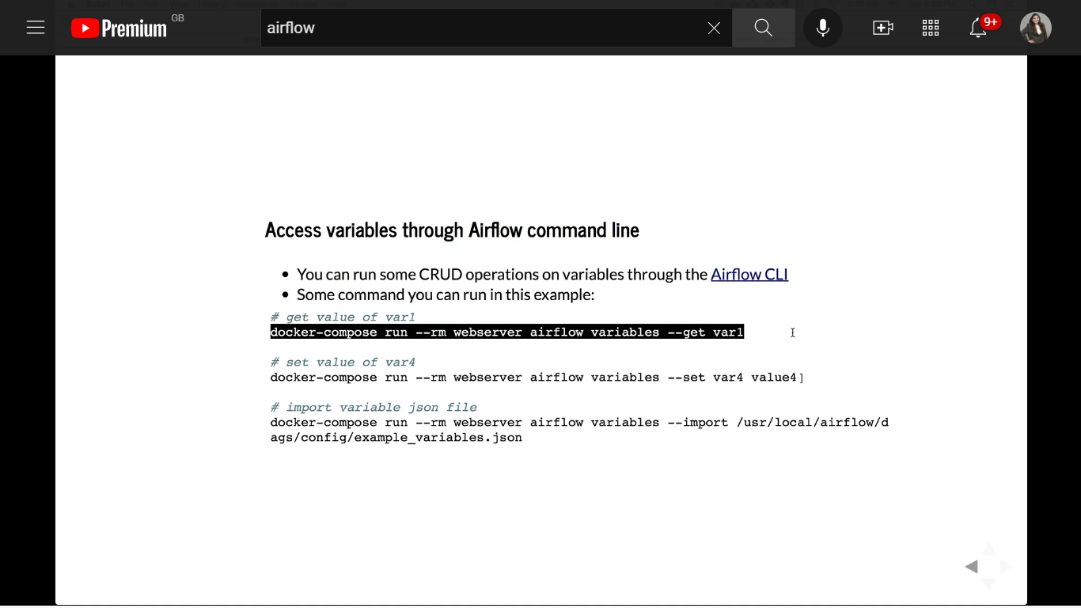 Premium GB
airflow
9+
Access variables through Airflow command line
• You can run some CRUD operations on variables through the Airflow CLI
• Some command you can run in this example:
# get value of var1
docker-compose run --rm webserver airflow variables --get var1
# set value of var4
docker-compose run --rm webserver airflow variables --set var4 value4]
# import variable json file
docker-compose run --rm webserver airflow variables --import /usr/local/airflow/d
ags/config/example_variables.json